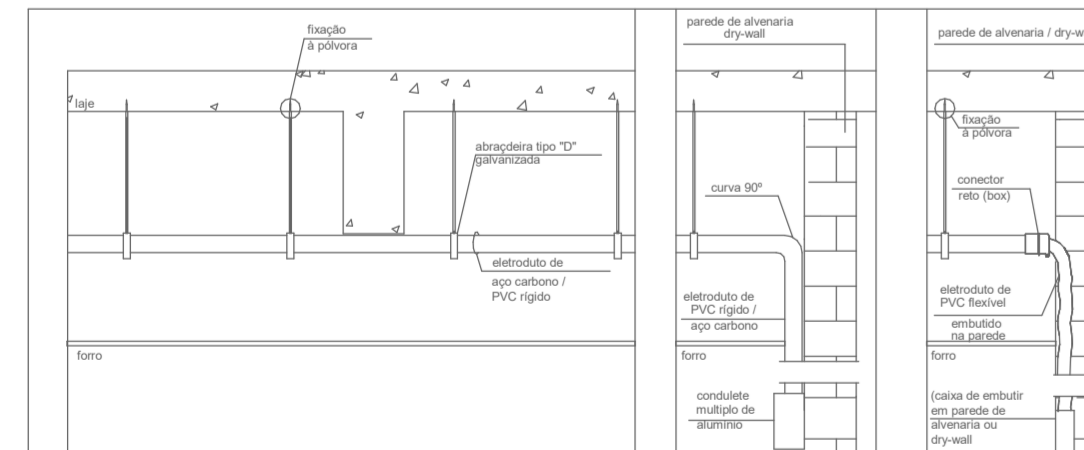 fixação
à pólvora
laje
abraçdeira tipo "D"
galvanizada
eletroduto de
aço carbono /
PVC rígido
forro
parede de alvenaria
dry-wall
curva 90º
eletroduto de
PVC rígido /
aço carbono
forro
condulete
multiplo de
alumínio
parede de alvenaria / dry-w
fixação
à pólvora
conector
reto (box)
eletroduto de
PVC flexível
embutido
na parede
forro
(caixa de embutir
em parede de
alvenaria ou
dry-wall